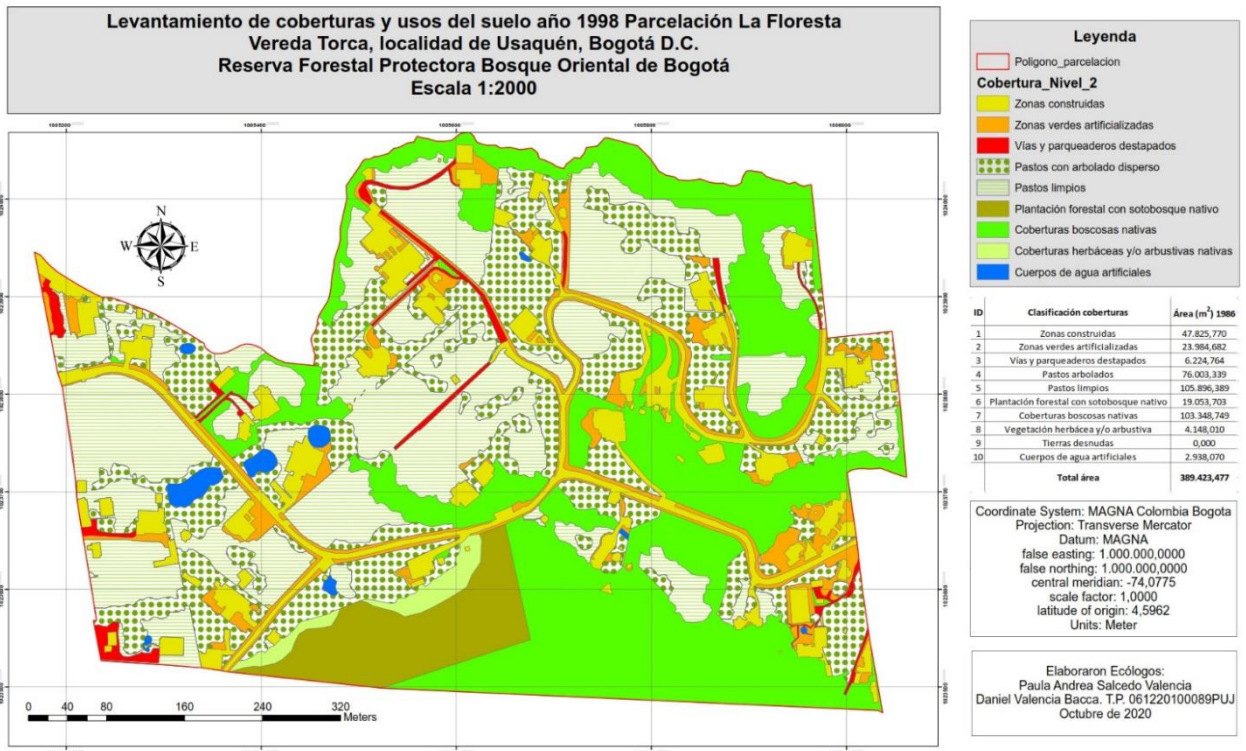 Levantamiento de coberturas y usos del suelo año 1998 Parcelación La Floresta
Vereda Torca, localidad de Usaquén, Bogotá D.C.
Reserva Forestal Protectora Bosque Oriental de Bogotá
Escala 1:2000
N
W E
S
0 40 80 160 240 320
Meters
Leyenda
Poligono_parcelacion
Cobertura_Nivel_2
Zonas construidas
Zonas verdes artificializadas
Vías y parqueaderos destapados
Pastos con arbolado disperso
Pastos limpios
Plantación forestal con sotobosque nativo
Coberturas boscosas nativas
Coberturas herbáceas y/o arbustivas nativas
Cuerpos de agua artificiales
ID Clasificación coberturas Área (m²) 1986
1 Zonas construidas 47.825,770
2 Zonas verdes artificializadas 23.984,682
3 Vías y parqueaderos destapados 6.224,764
4 Pastos arbolados 76.003,339
5 Pastos limpios 105.896,389
6 Plantación forestal con sotobosque nativo 19.053,703
7 Coberturas boscosas nativas 103.348,749
8 Vegetación herbácea y/o arbustiva 4.148,010
9 Tierras desnudas 0,000
10 Cuerpos de agua artificiales 2.938,070
Total área 389.423,477
Coordinate System: MAGNA Colombia Bogota
Projection: Transverse Mercator
Datum: MAGNA
false easting: 1.000.000,0000
false northing: 1.000.000,0000
central meridian: -74,0775
scale factor: 1,0000
latitude of origin: 4,5962
Units: Meter
Elaboraron Ecólogos:
Paula Andrea Salcedo Valencia
Daniel Valencia Bacca. T.P. 061220100089PUJ
Octubre de 2020